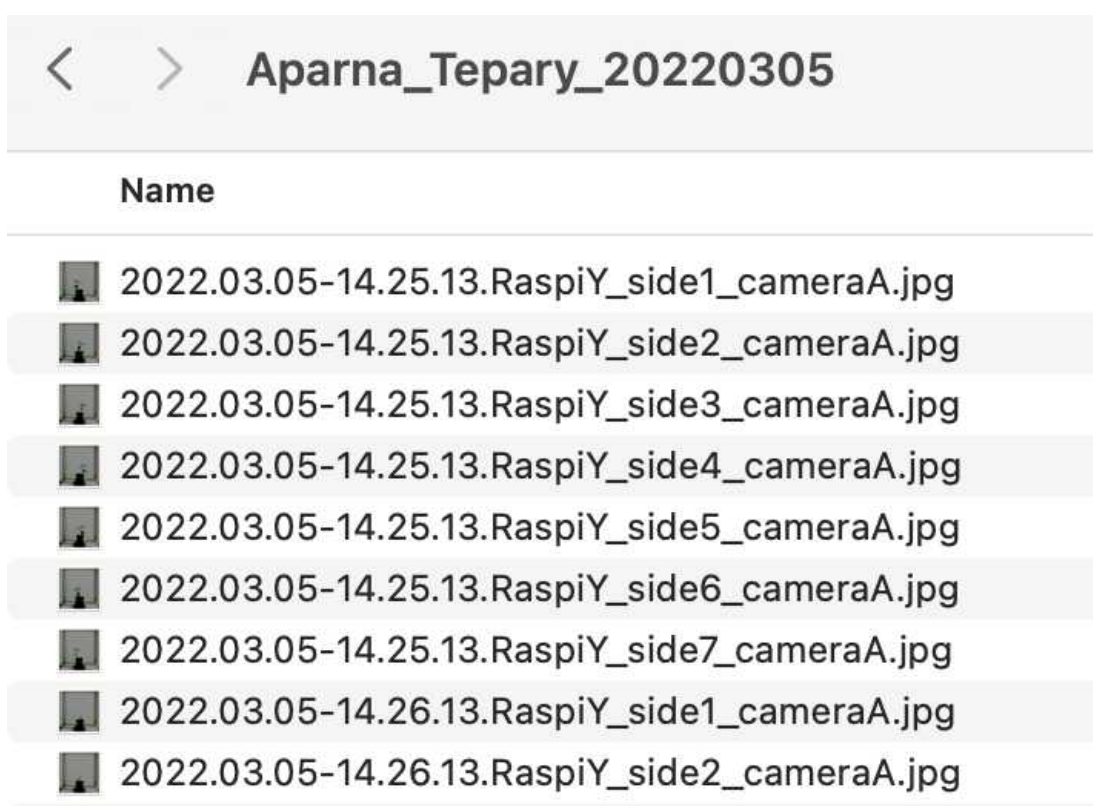 Aparna_Tepary_20220305
Name
2022.03.05-14.25.13.RaspiY_side1_cameraA.jpg
2022.03.05-14.25.13.RaspiY_side2_cameraA.jpg
2022.03.05-14.25.13.RaspiY_side3_cameraA.jpg
2022.03.05-14.25.13.RaspiY_side4_cameraA.jpg
2022.03.05-14.25.13.RaspiY_side5_cameraA.jpg
2022.03.05-14.25.13.RaspiY_side6_cameraA.jpg
2022.03.05-14.25.13.RaspiY_side7_cameraA.jpg
2022.03.05-14.26.13.RaspiY_side1_cameraA.jpg
2022.03.05-14.26.13.RaspiY_side2_cameraA.jpg